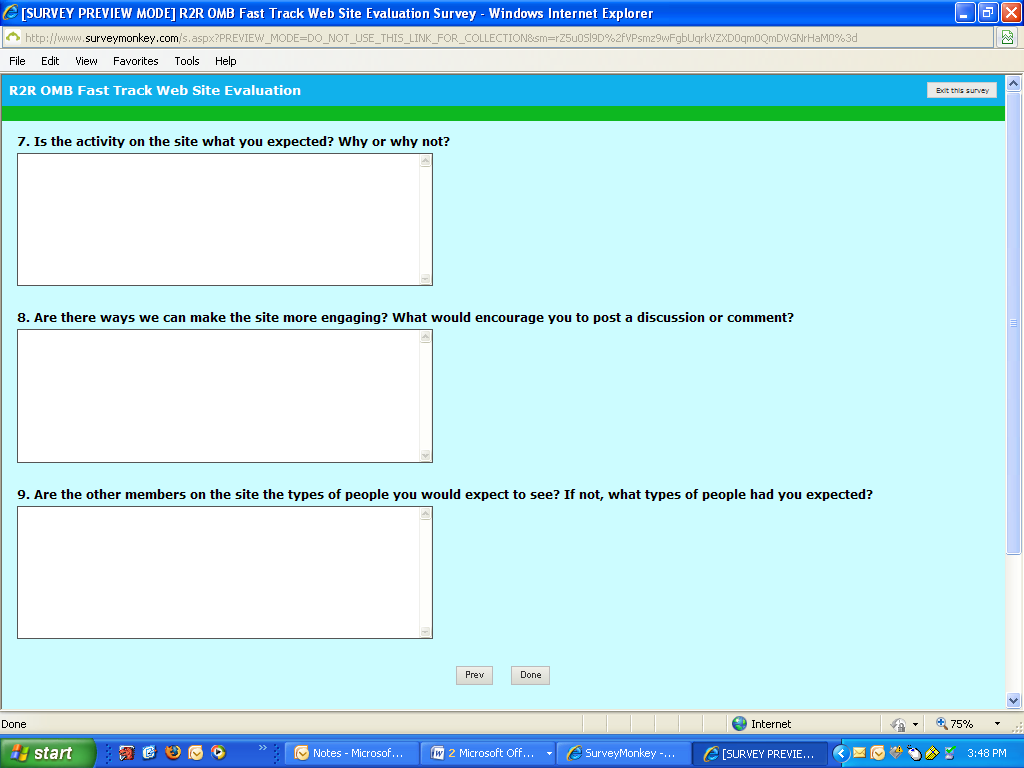 [SURVEY PREVIEW MODE] R2R OMB Fast Track Web Site Evaluation Survey - Windows Internet Explorer
http://www.surveymonkey.com/s.aspx?PREVIEW_MODE=DO_NOT_USE_THIS_LINK_FOR_COLLECTION&sm=rZ5u0Sl9D%2fVPsmz9wFgbUqrkVZXD0qm0QmDVGNrHaM0%3d
File Edit View Favorites Tools Help
R2R OMB Fast Track Web Site Evaluation
Exit this survey
7. Is the activity on the site what you expected? Why or why not?
8. Are there ways we can make the site more engaging? What would encourage you to post a discussion or comment?
9. Are the other members on the site the types of people you would expect to see? If not, what types of people had you expected?
Prev Done
Done Internet 75%
start Notes - Microsof... 2 Microsoft Off... SurveyMonkey -... [SURVEY PREVIE... 3:48 PM